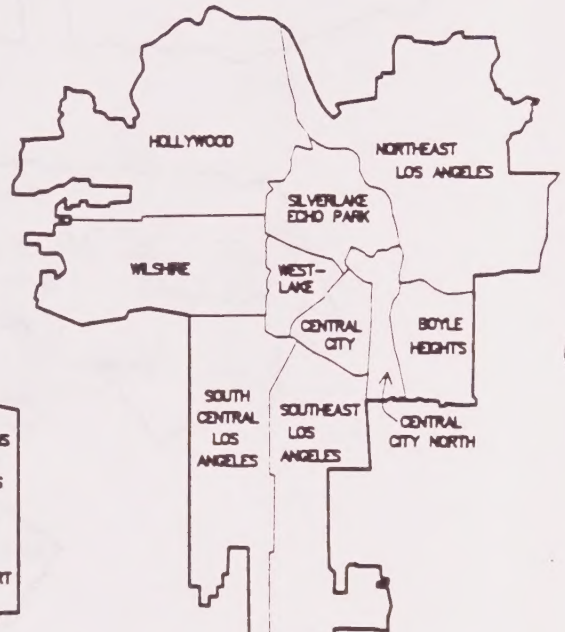 HOLLYWOOD
NORTHEAST
LOS ANGELES
SILVERLAKE
ECHO PARK
WILSHIRE
WEST-
LAKE
CENTRAL
CITY
BOYLE
HEIGHTS
SOUTH
CENTRAL
LOS
ANGELES
SOUTHEAST
LOS
ANGELES
CENTRAL
CITY NORTH